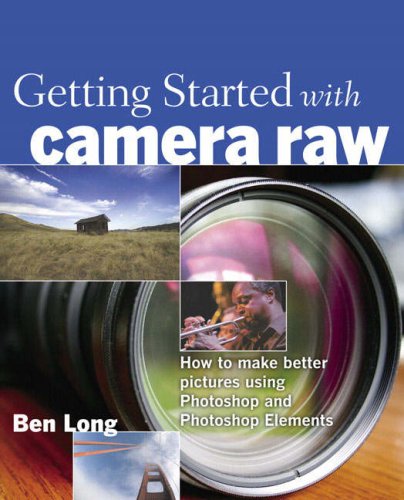 Getting Started with
camera raw
How to make better
pictures using
Photoshop and
Photoshop Elements
Ben Long